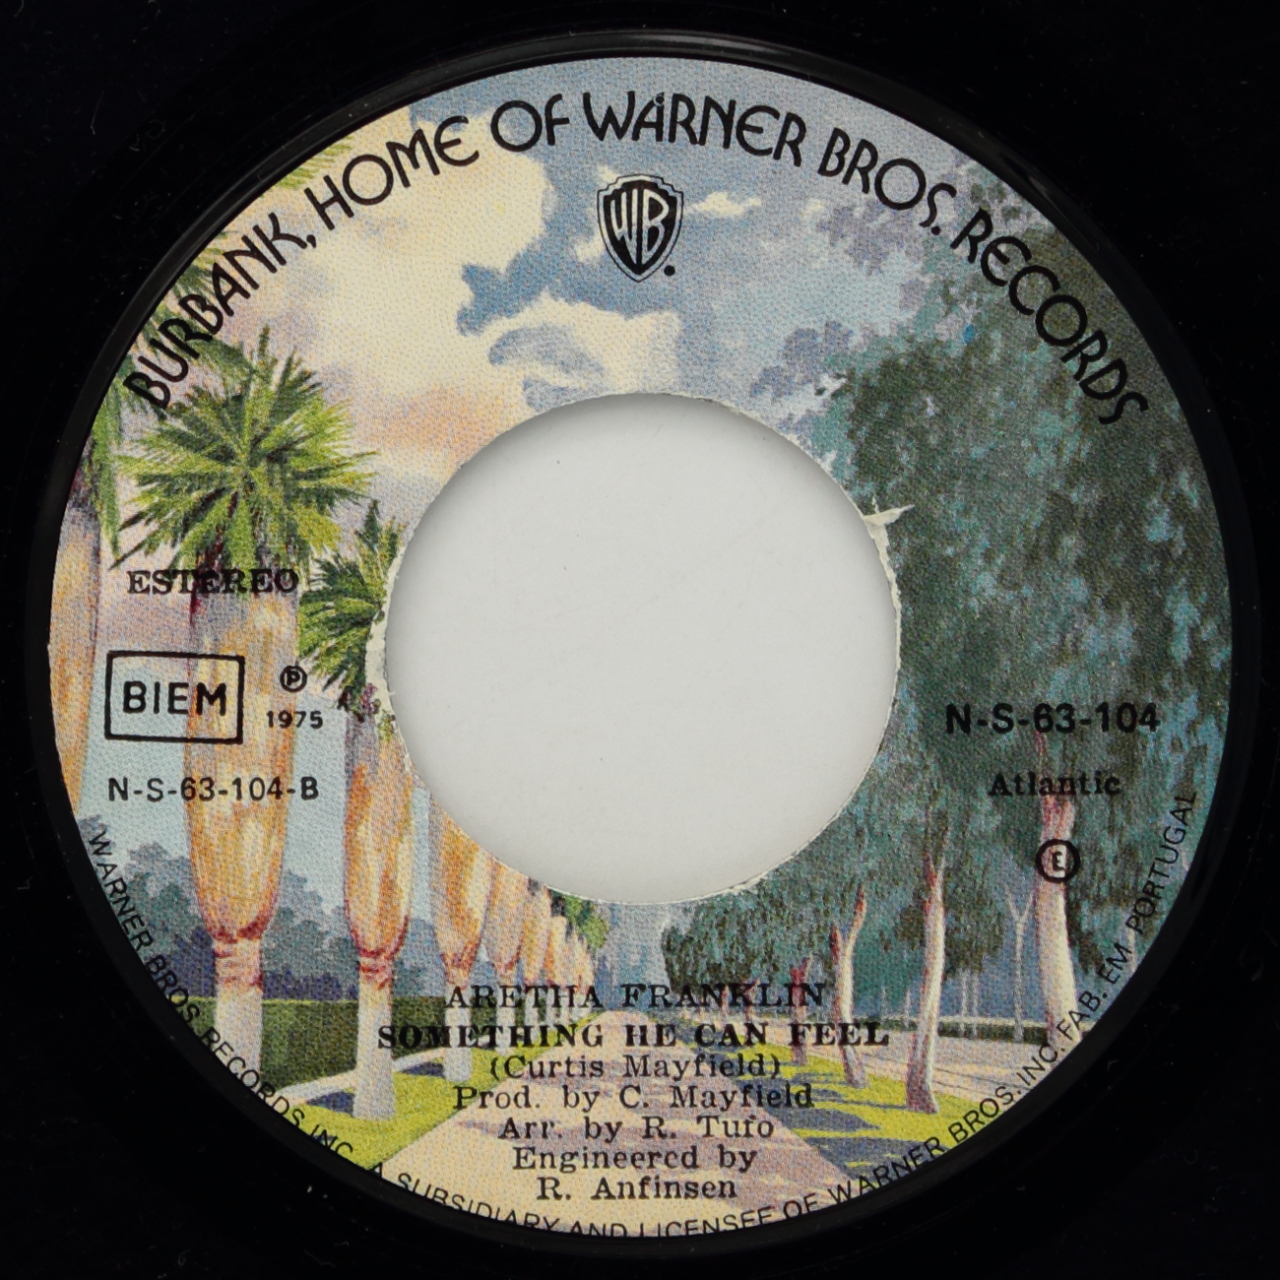 BURBANK, HOME OF WARNER BROS. RECORDS
WB
ESTEREO
BIEM
℗
1975
N-S-63-104-B
N-S-63-104
Atlantic
E
ARETHA FRANKLIN
SOMETHING HE CAN FEEL
(Curtis Mayfield)
Prod. by C. Mayfield
Arr. by R. Tufo
Engineered by
R. Anfinsen
WARNER BROS. RECORDS INC. A SUBSIDIARY AND LICENSEE OF WARNER BROS. INC. FAB. EM PORTUGAL